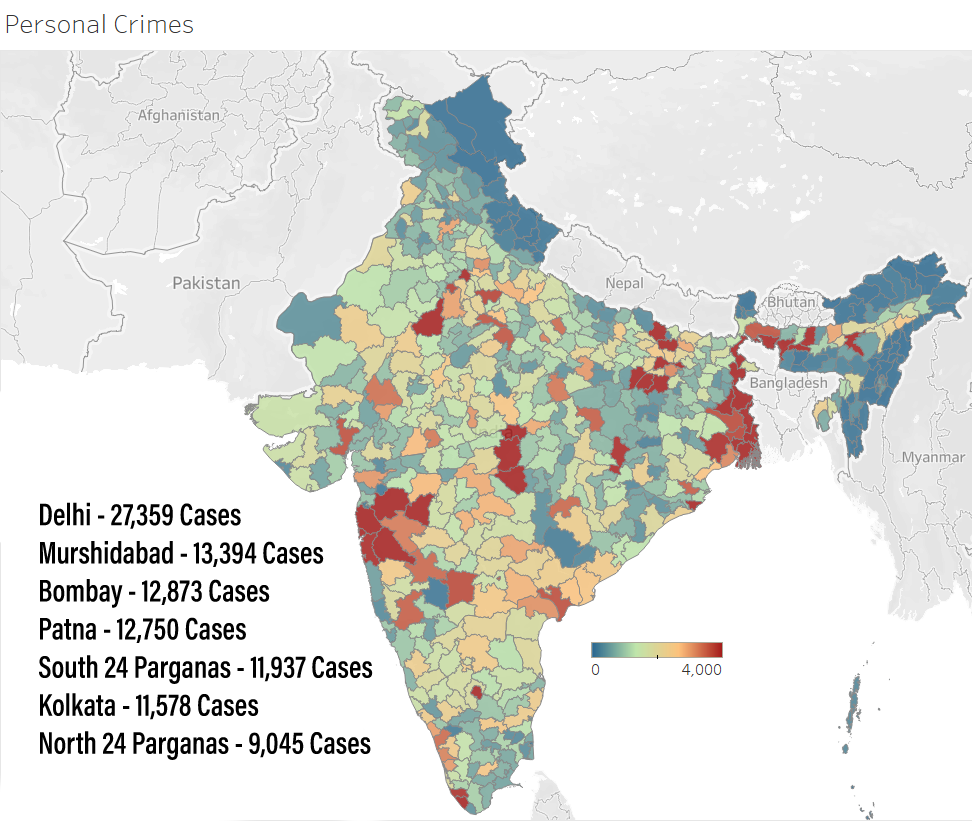 Personal Crimes
Afghanistan
Pakistan
Nepal
Bhutan
Bangladesh
Myanmar
Delhi - 27,359 Cases
Murshidabad - 13,394 Cases
Bombay - 12,873 Cases
Patna - 12,750 Cases
South 24 Parganas - 11,937 Cases
Kolkata - 11,578 Cases
North 24 Parganas - 9,045 Cases
0 4,000